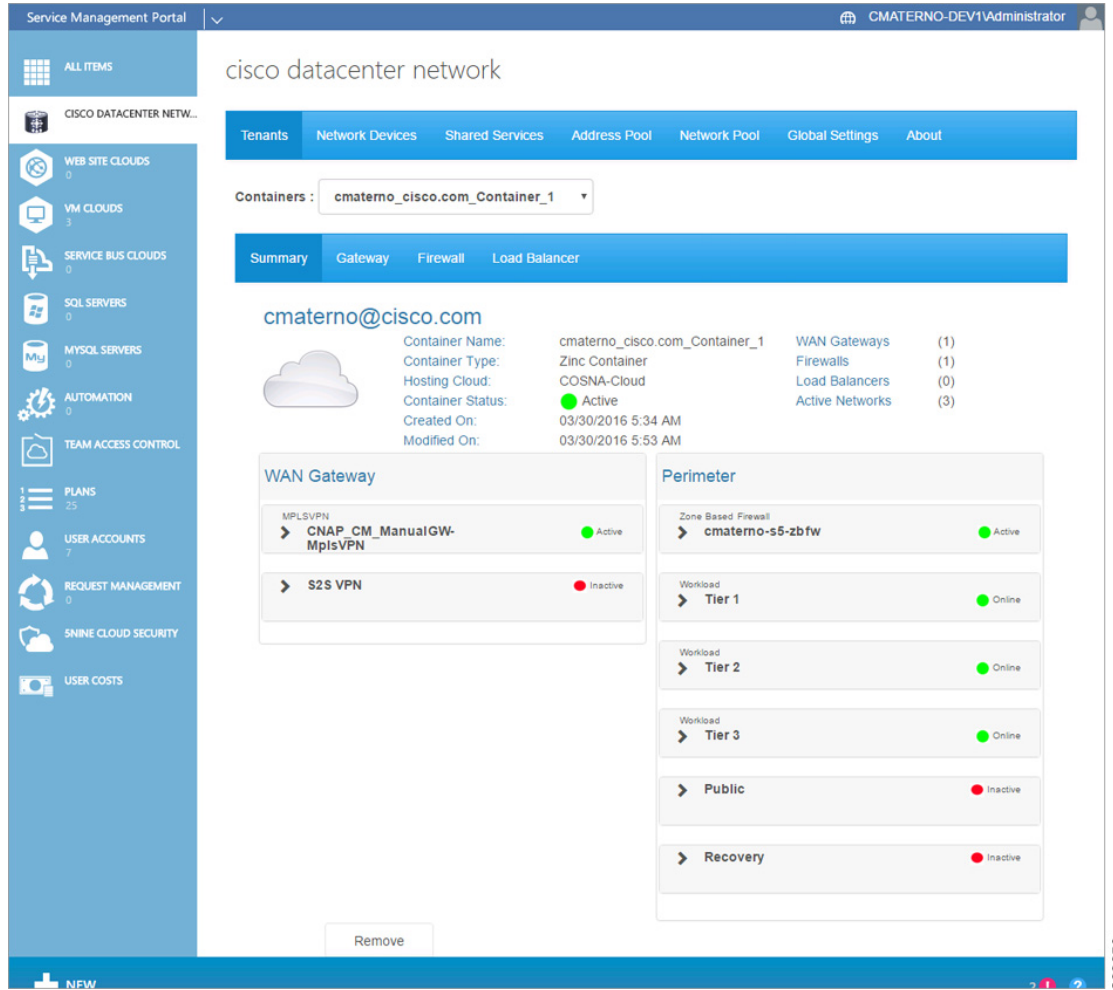 Service Management Portal
CMATERNO-DEV1\Administrator
ALL ITEMS
CISCO DATACENTER NETW...
WEB SITE CLOUDS
0
VM CLOUDS
3
SERVICE BUS CLOUDS
0
SQL SERVERS
0
MYSQL SERVERS
0
AUTOMATION
0
TEAM ACCESS CONTROL
PLANS
25
USER ACCOUNTS
7
REQUEST MANAGEMENT
0
5NINE CLOUD SECURITY
USER COSTS
cisco datacenter network
Tenants Network Devices Shared Services Address Pool Network Pool Global Settings About
Containers : cmaterno_cisco.com_Container_1
Summary Gateway Firewall Load Balancer
cmaterno@cisco.com
Container Name: cmaterno_cisco.com_Container_1 WAN Gateways (1)
Container Type: Zinc Container Firewalls (1)
Hosting Cloud: COSNA-Cloud Load Balancers (0)
Container Status: Active Active Networks (3)
Created On: 03/30/2016 5:34 AM
Modified On: 03/30/2016 5:53 AM
WAN Gateway
MPLSVPN
CNAP_CM_ManualGW-
MplsVPN
Active
S2S VPN Inactive
Perimeter
Zone Based Firewall
cmaterno-s5-zbfw Active
Workload
Tier 1 Online
Workload
Tier 2 Online
Workload
Tier 3 Online
Public Inactive
Recovery Inactive
Remove
NEW
2 ! ?